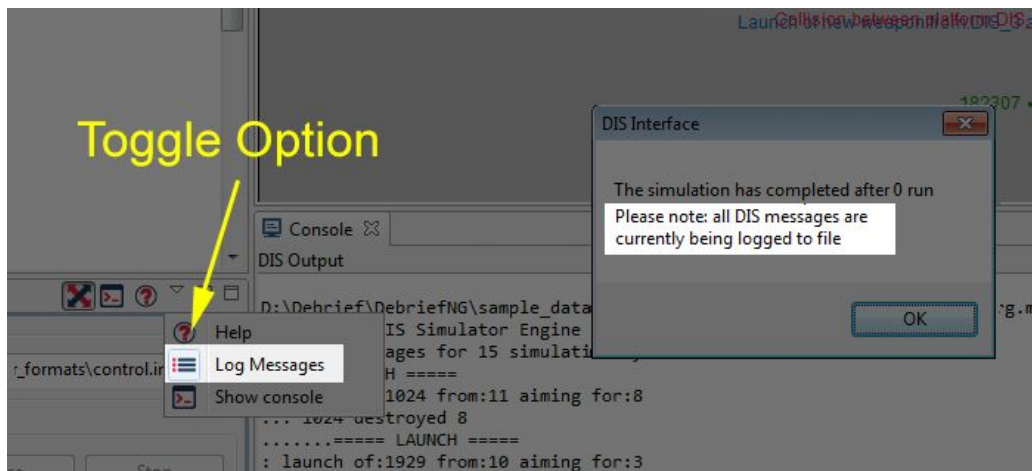 Toggle Option
182307
DIS Interface
The simulation has completed after 0 run
Please note: all DIS messages are
currently being logged to file
OK
Console
DIS Output
D:\Debrief\DebriefNG\sample_data
IS Simulator Engine
ages for 15 simulati
H =====
1024 from:11 aiming for:8
... 1024 destroyed 8
.......===== LAUNCH =====
: launch of:1929 from:10 aiming for:3
Help
Log Messages
Show console
r_formats\control.in
Stop